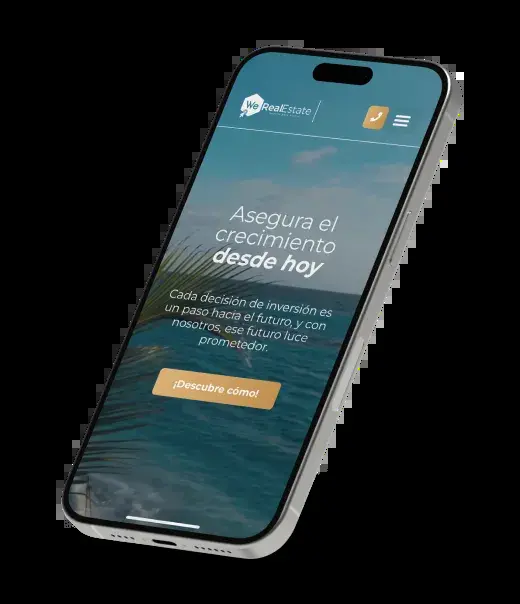 We RealEstate
Asegura el
crecimiento
desde hoy
Cada decisión de inversión es
un paso hacia el futuro, y con
nosotros, ese futuro luce
prometedor.
¡Descubre cómo!